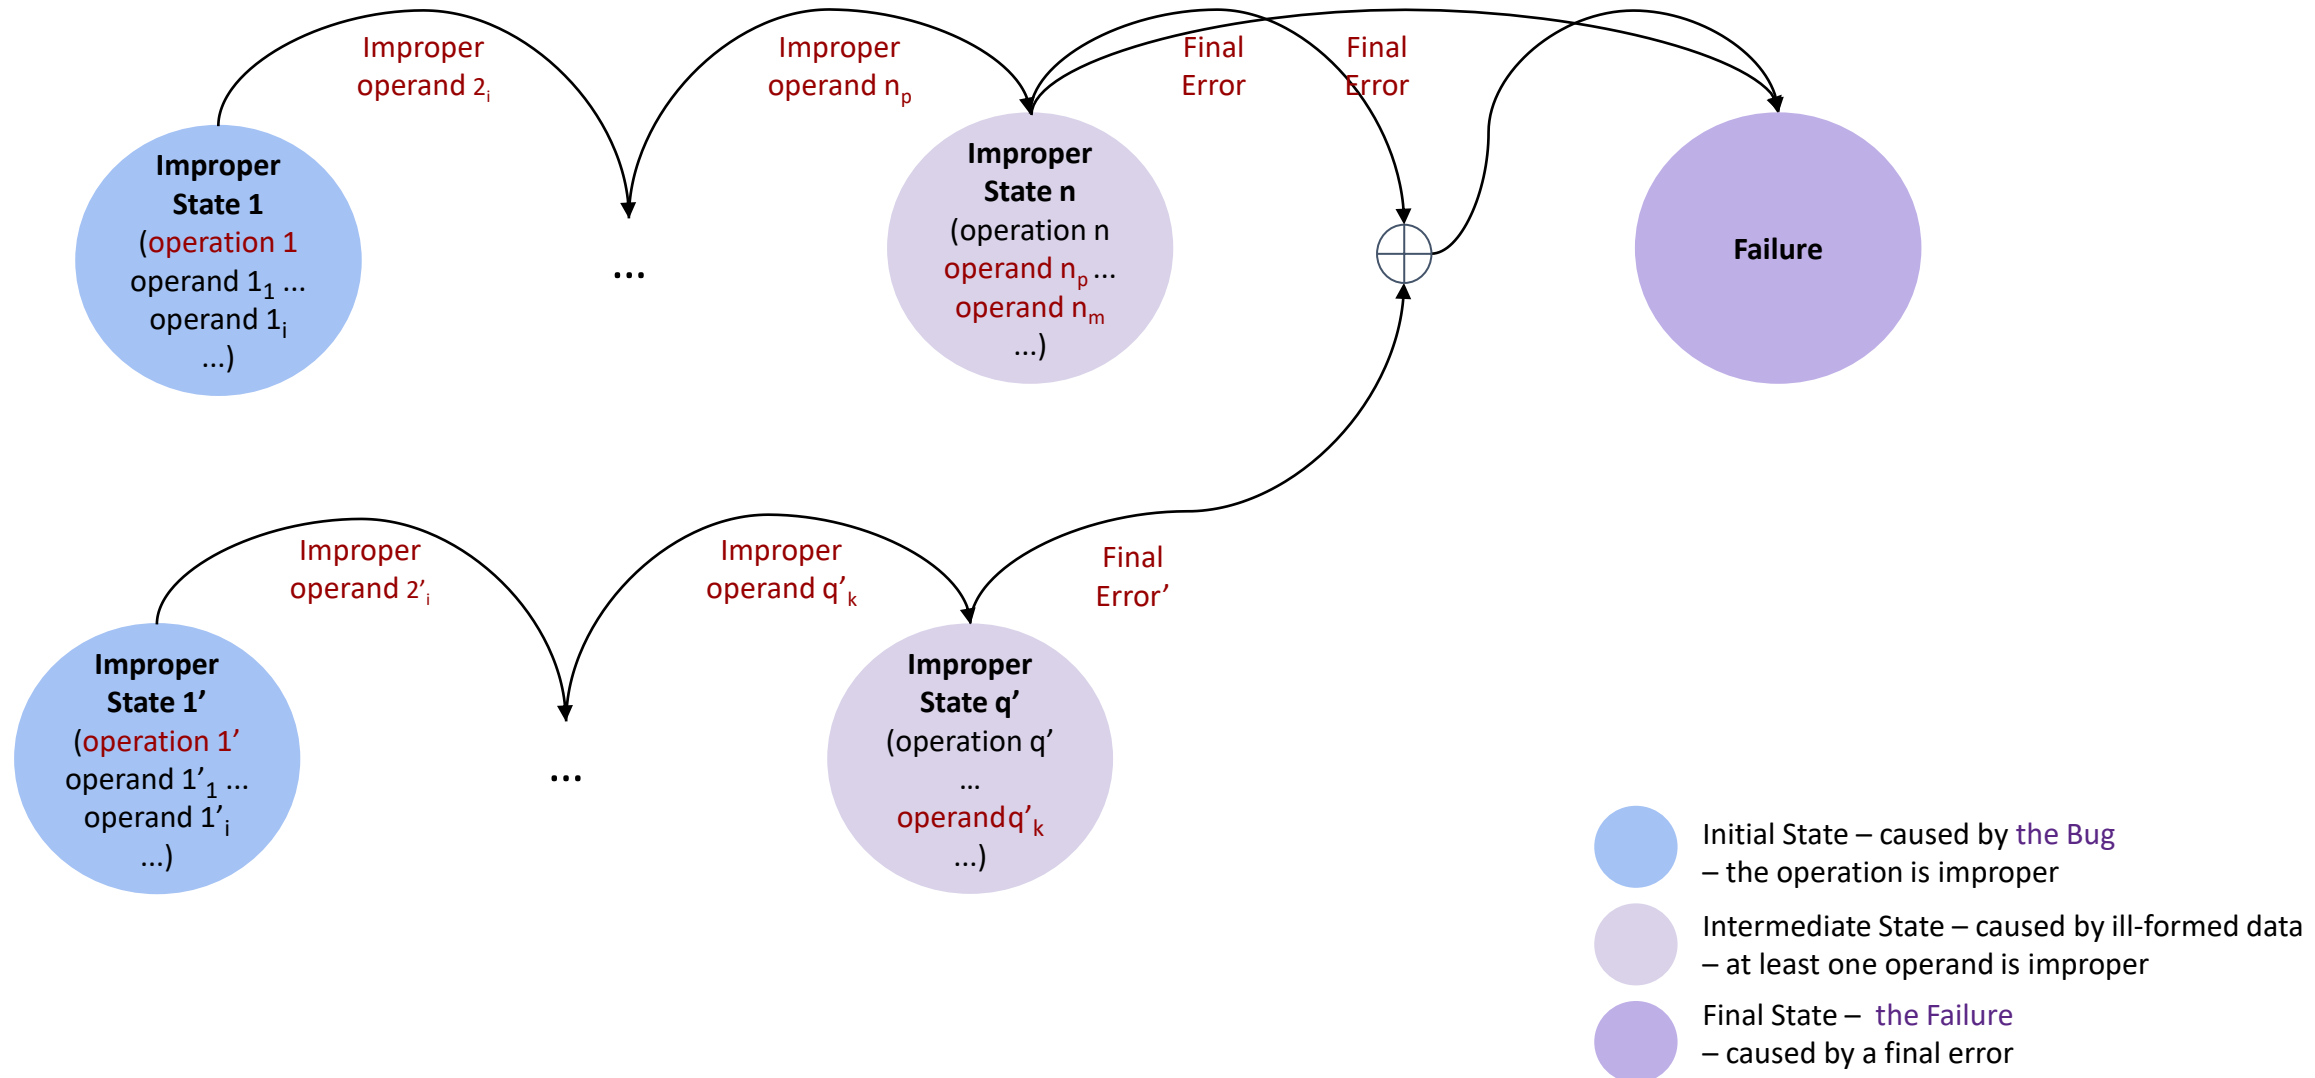 Improper
operand 2i
Improper
operand np
Final
Error
Final
Error
Improper
State 1
(operation 1
operand 11 ...
operand 1i
...)
...
Improper
State n
(operation n
operand np ...
operand nm
...)
Failure
Improper
operand 2'i
Improper
operand q’k
Final
Error’
Improper
State 1’
(operation 1’
operand 1’1 ...
operand 1’i
...)
...
Improper
State q’
(operation q’
...
operand q’k
...)
Initial State – caused by the Bug
– the operation is improper
Intermediate State – caused by ill-formed data
– at least one operand is improper
Final State – the Failure
– caused by a final error